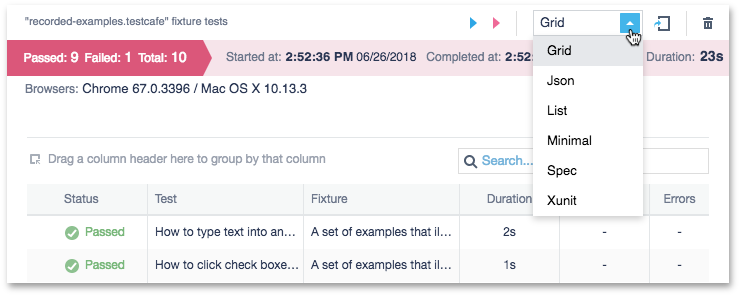 "recorded-examples.testcafe" fixture tests
Grid
Passed: 9 Failed: 1 Total: 10
Started at: 2:52:36 PM 06/26/2018 Completed at: 2:52: Duration: 23s
Browsers: Chrome 67.0.3396 / Mac OS X 10.13.3
Grid
Json
List
Minimal
Spec
Xunit
Drag a column header here to group by that column
Search...
Status Test Fixture Duration Errors
Passed How to type text into an... A set of examples that il... 2s - -
Passed How to click check boxe... A set of examples that il... 1s - -